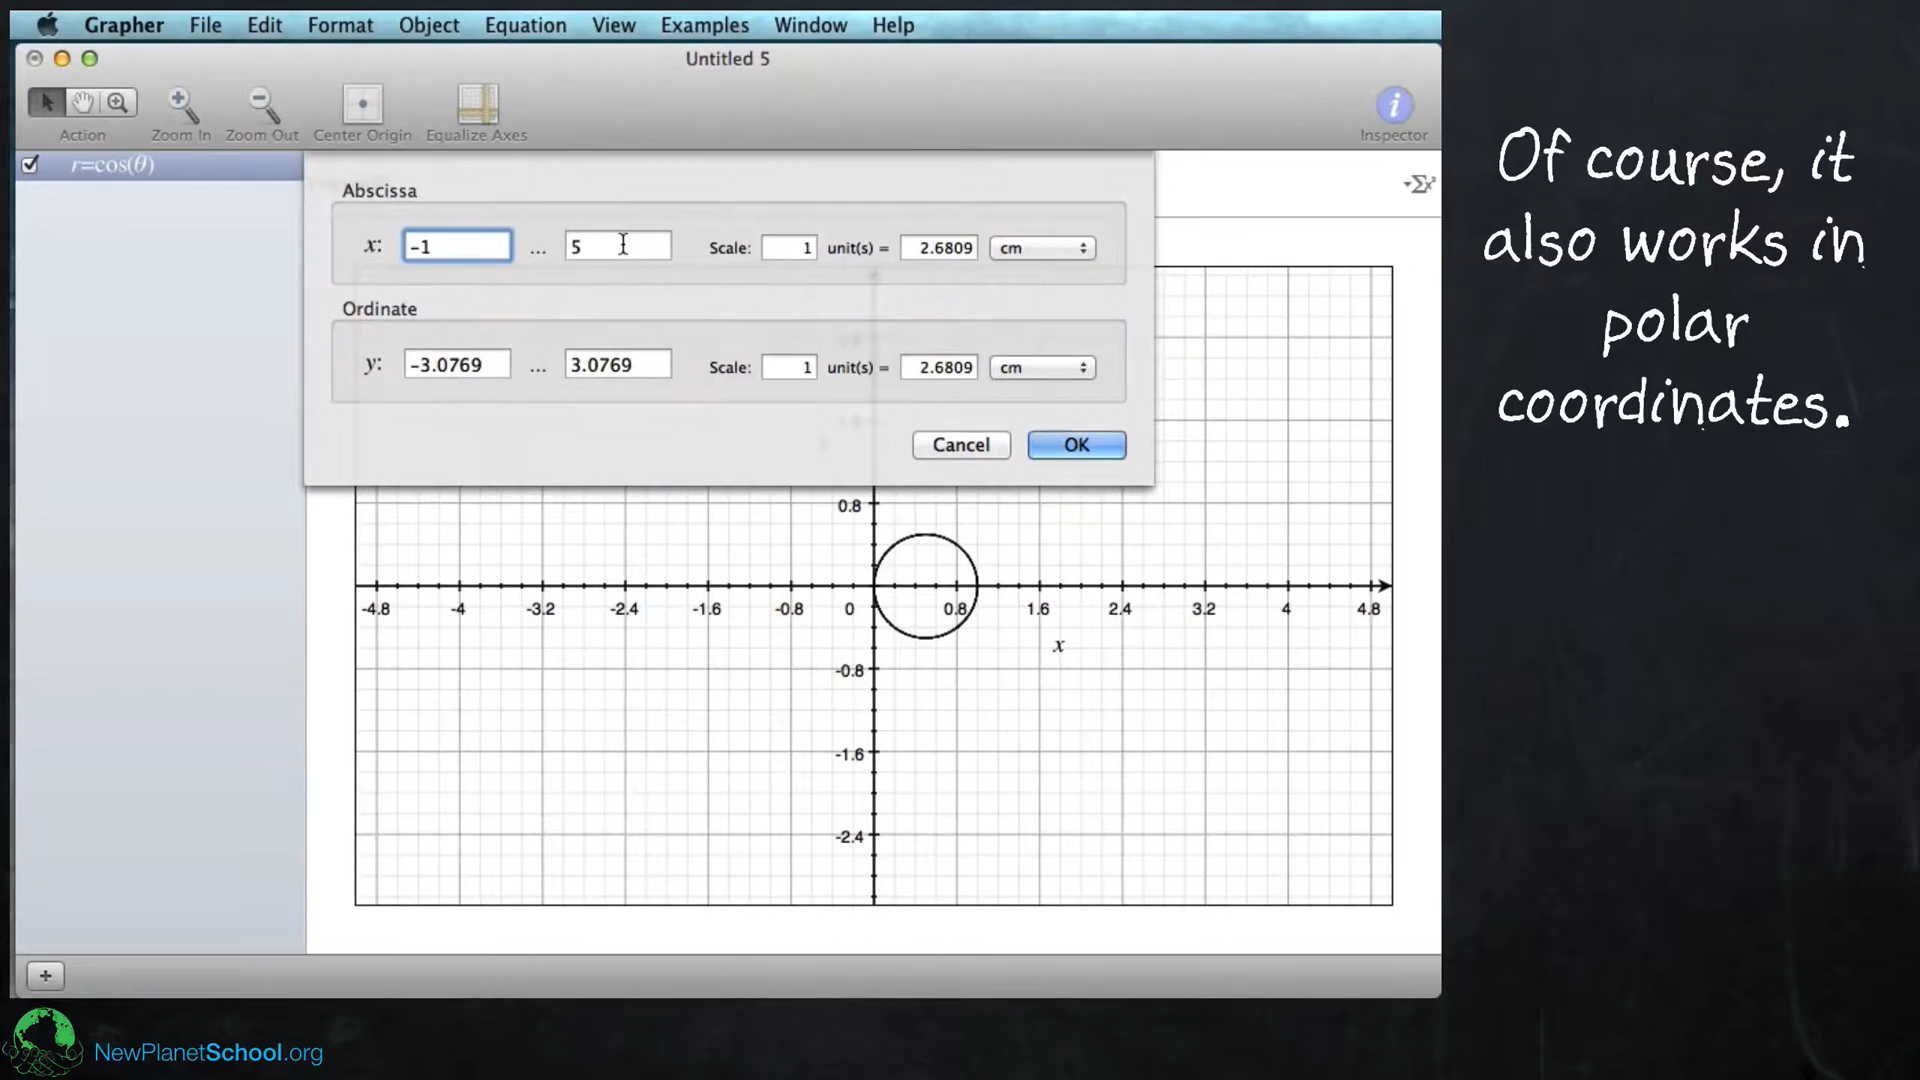 Grapher File Edit Format Object Equation View Examples Window Help
Untitled 5
Action Zoom In Zoom Out Center Origin Equalize Axes Inspector
r=cos(θ)
Σx²
Abscissa
x: -1 ... 5 Scale: 1 unit(s) = 2.6809 cm
Ordinate
y: -3.0769 ... 3.0769 Scale: 1 unit(s) = 2.6809 cm
Cancel OK
0.8
-4.8 -4 -3.2 -2.4 -1.6 -0.8 0 0.8 1.6 2.4 3.2 4 4.8
x
-0.8
-1.6
-2.4
Of course, it
also works in
polar
coordinates.
NewPlanetSchool.org